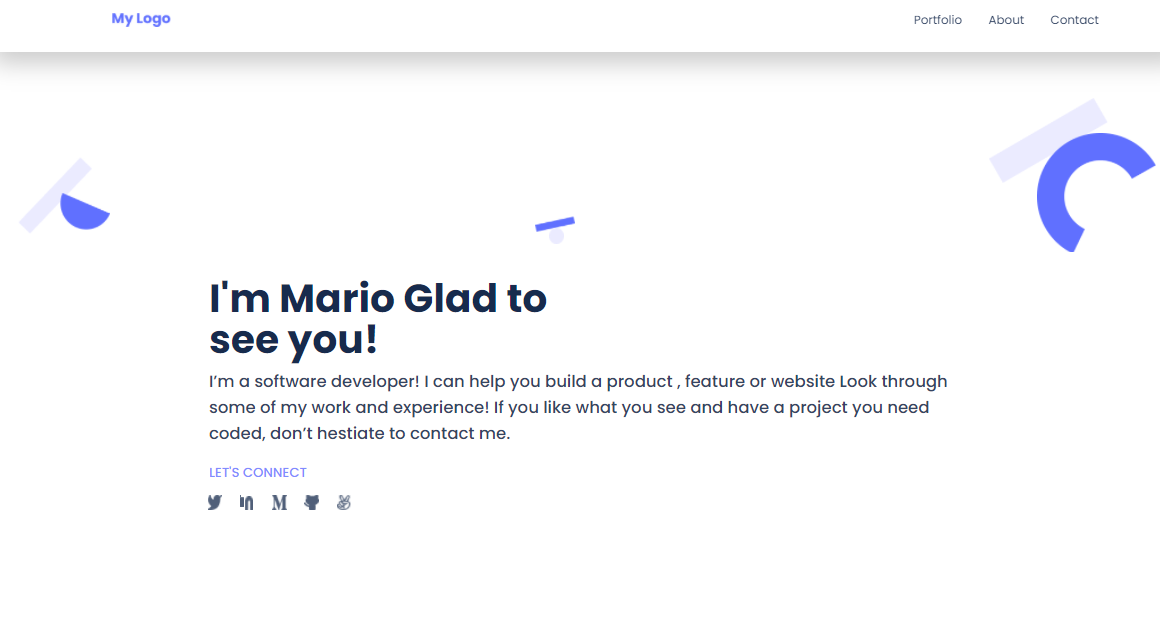 My Logo
Portfolio About Contact
I'm Mario Glad to
see you!
I’m a software developer! I can help you build a product , feature or website Look through
some of my work and experience! If you like what you see and have a project you need
coded, don’t hestiate to contact me.
LET'S CONNECT